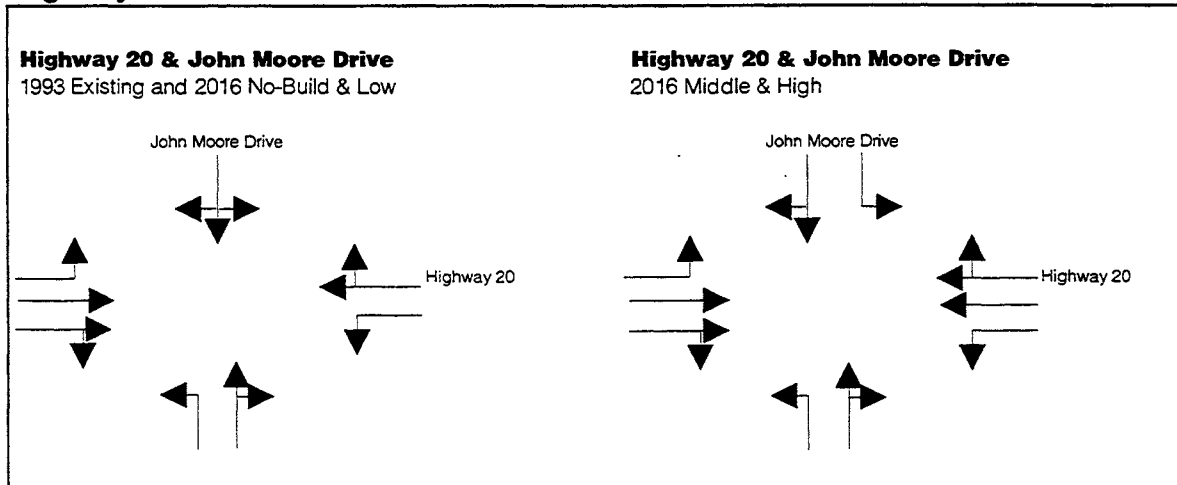 Highway 20 & John Moore Drive
1993 Existing and 2016 No-Build & Low
John Moore Drive
Highway 20
Highway 20 & John Moore Drive
2016 Middle & High
John Moore Drive
Highway 20